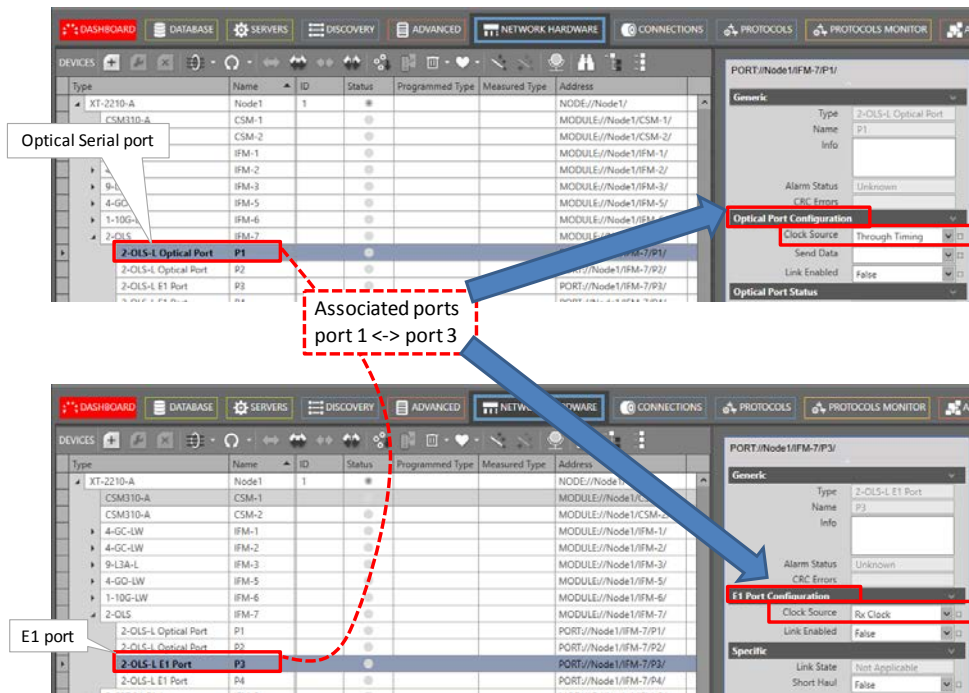 DASHBOARD DATABASE SERVERS DISCOVERY ADVANCED NETWORK HARDWARE CONNECTIONS PROTOCOLS PROTOCOLS MONITOR A
DEVICES
Type Name ID Status Programmed Type Measured Type Address
XT-2210-A Node1 1 NODE://Node1/
CSM310-A CSM-1 MODULE://Node1/CSM-1/
CSM-2 MODULE://Node1/CSM-2/
IFM-1 MODULE://Node1/IFM-1/
IFM-2 MODULE://Node1/IFM-2/
IFM-3 MODULE://Node1/IFM-3/
4-GO IFM-5 MODULE://Node1/IFM-5/
1-10G- IFM-6 MODULE://Node1/IFM-
2-OLS IFM-7
2-OLS-L Optical Port P1 /IFM-7/P1/
2-OLS-L Optical Port P2 PORT://Node1/IFM-7/P2/
2-OLS-L E1 Port P3 PORT://Node1/IFM-7/P3/
Optical Serial port
PORT://Node1/IFM-7/P1/
Generic
Type 2-OLS-L Optical Port
Name P1
Info
Alarm Status Unknown
CRC Errors
Optical Port Configuration
Clock Source Through Timing
Send Data
Link Enabled False
Optical Port Status
Associated ports
port 1 <-> port 3
DASHBOARD DATABASE SERVERS DISCOVERY ADVANCED CONNECTIONS PROTOCOLS PROTOCOLS MONITOR A
DEVICES
Type Name ID Status Programmed Type Measured Type Address
XT-2210-A Node1 1 NODE://Node1
CSM310-A CSM-1 MODULE://Node1/
CSM310-A CSM-2 MODULE://Node1/CSM-2
4-GC-LW IFM-1 MODULE://Node1/IFM-1/
4-GC-LW IFM-2 MODULE://Node1/IFM-2/
9-L3A-L IFM-3 MODULE://Node1/IFM-3/
4-GO-LW IFM-5 MODULE://Node1/IFM-5/
1-10G-LW IFM-6 MODULE://Node1/IFM-6/
2-OLS IFM-7 MODULE://Node1/IFM-7/
2-OLS-L Optical Port P1 PORT://Node1/IFM-7/P1/
2-OLS-L Optical Port P2 PORT://Node1/IFM-7/P2/
2-OLS-L E1 Port P3 PORT://Node1/IFM-7/P3/
2-OLS-L E1 Port P4 PORT://Node1/IFM-7/P4/
E1 port
PORT://Node1/IFM-7/P3/
Generic
Type 2-OLS-L E1 Port
Name P3
Info
Alarm Status Unknown
CRC Errors
E1 Port Configuration
Clock Source Rx Clock
Link Enabled False
Specific
Link State Not Applicable
Short Haul False